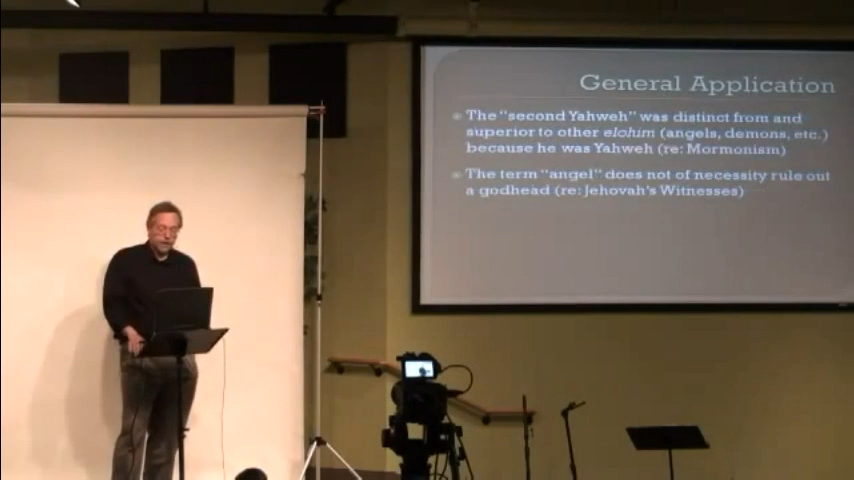 General Application
The "second Yahweh" was distinct from and
superior to other elohim (angels, demons, etc.)
because he was Yahweh (re: Mormonism)
The term "angel" does not of necessity rule out
a godhead (re: Jehovah's Witnesses)